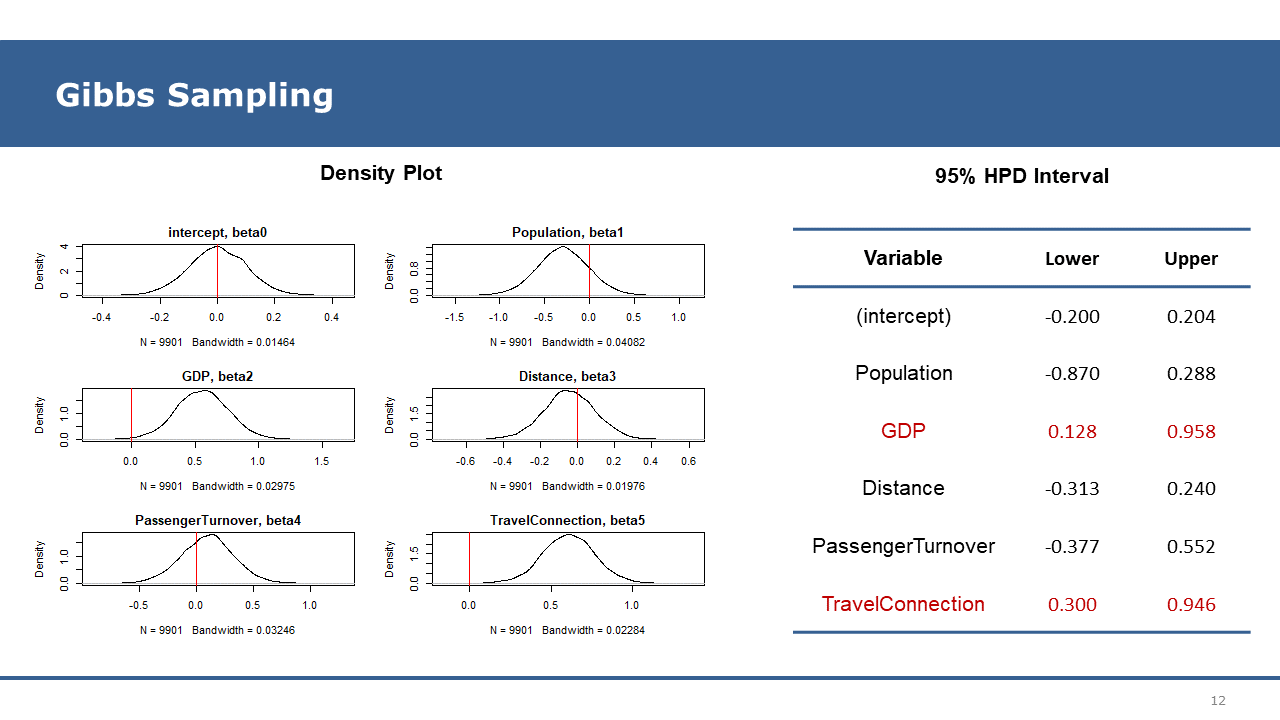 Gibbs Sampling
Density Plot
intercept, beta0
Density
0 2 4
-0.4 -0.2 0.0 0.2 0.4
N = 9901 Bandwidth = 0.01464
Population, beta1
Density
0.0 0.8
-1.5 -1.0 -0.5 0.0 0.5 1.0
N = 9901 Bandwidth = 0.04082
GDP, beta2
Density
0.0 1.0
0.0 0.5 1.0 1.5
N = 9901 Bandwidth = 0.02975
Distance, beta3
Density
0.0 1.5
-0.6 -0.4 -0.2 0.0 0.2 0.4 0.6
N = 9901 Bandwidth = 0.01976
PassengerTurnover, beta4
Density
0.0 1.0
-0.5 0.0 0.5 1.0
N = 9901 Bandwidth = 0.03246
TravelConnection, beta5
Density
0.0 1.5
0.0 0.5 1.0
N = 9901 Bandwidth = 0.02284
95% HPD Interval
Variable Lower Upper
(intercept) -0.200 0.204
Population -0.870 0.288
GDP 0.128 0.958
Distance -0.313 0.240
PassengerTurnover -0.377 0.552
TravelConnection 0.300 0.946
12